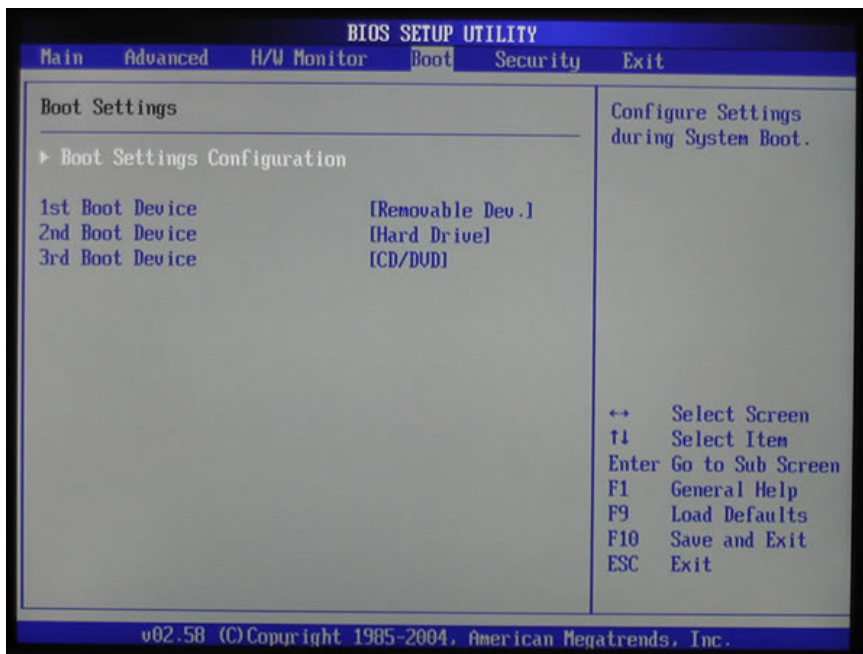 BIOS SETUP UTILITY
Main Advanced H/W Monitor Boot Security Exit
Boot Settings
Configure Settings
during System Boot.
▶ Boot Settings Configuration
1st Boot Device [Removable Dev.]
2nd Boot Device [Hard Drive]
3rd Boot Device [CD/DVD]
↔ Select Screen
↑↓ Select Item
Enter Go to Sub Screen
F1 General Help
F9 Load Defaults
F10 Save and Exit
ESC Exit
v02.58 (C)Copyright 1985-2004, American Megatrends, Inc.